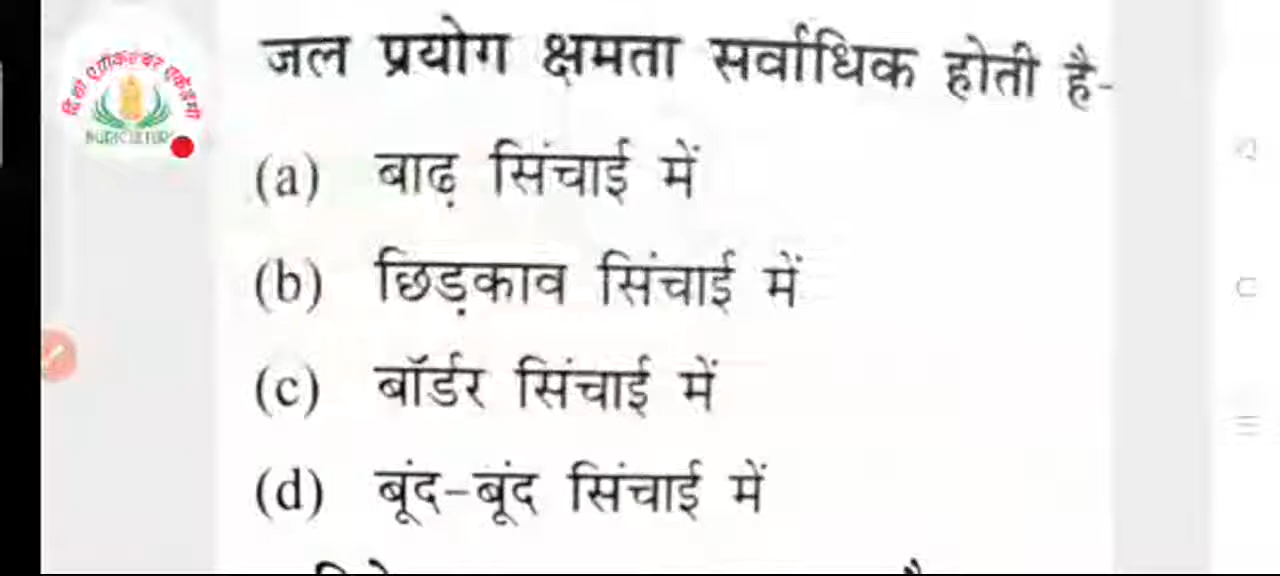 जल प्रयोग क्षमता सर्वाधिक होती है-
(a) बाढ़ सिंचाई में
(b) छिड़काव सिंचाई में
(c) बॉर्डर सिंचाई में
(d) बूंद-बूंद सिंचाई में